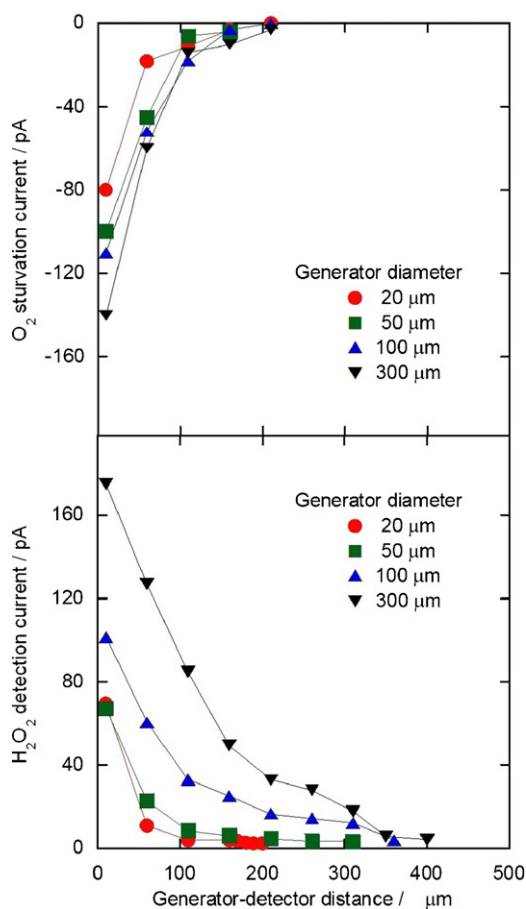 0
-40
-80
-120
-160
O2 sturvation current / pA
Generator diameter
20 μm
50 μm
100 μm
300 μm
160
120
80
40
0
H2O2 detection current / pA
Generator diameter
20 μm
50 μm
100 μm
300 μm
0 100 200 300 400 500
Generator-detector distance / μm